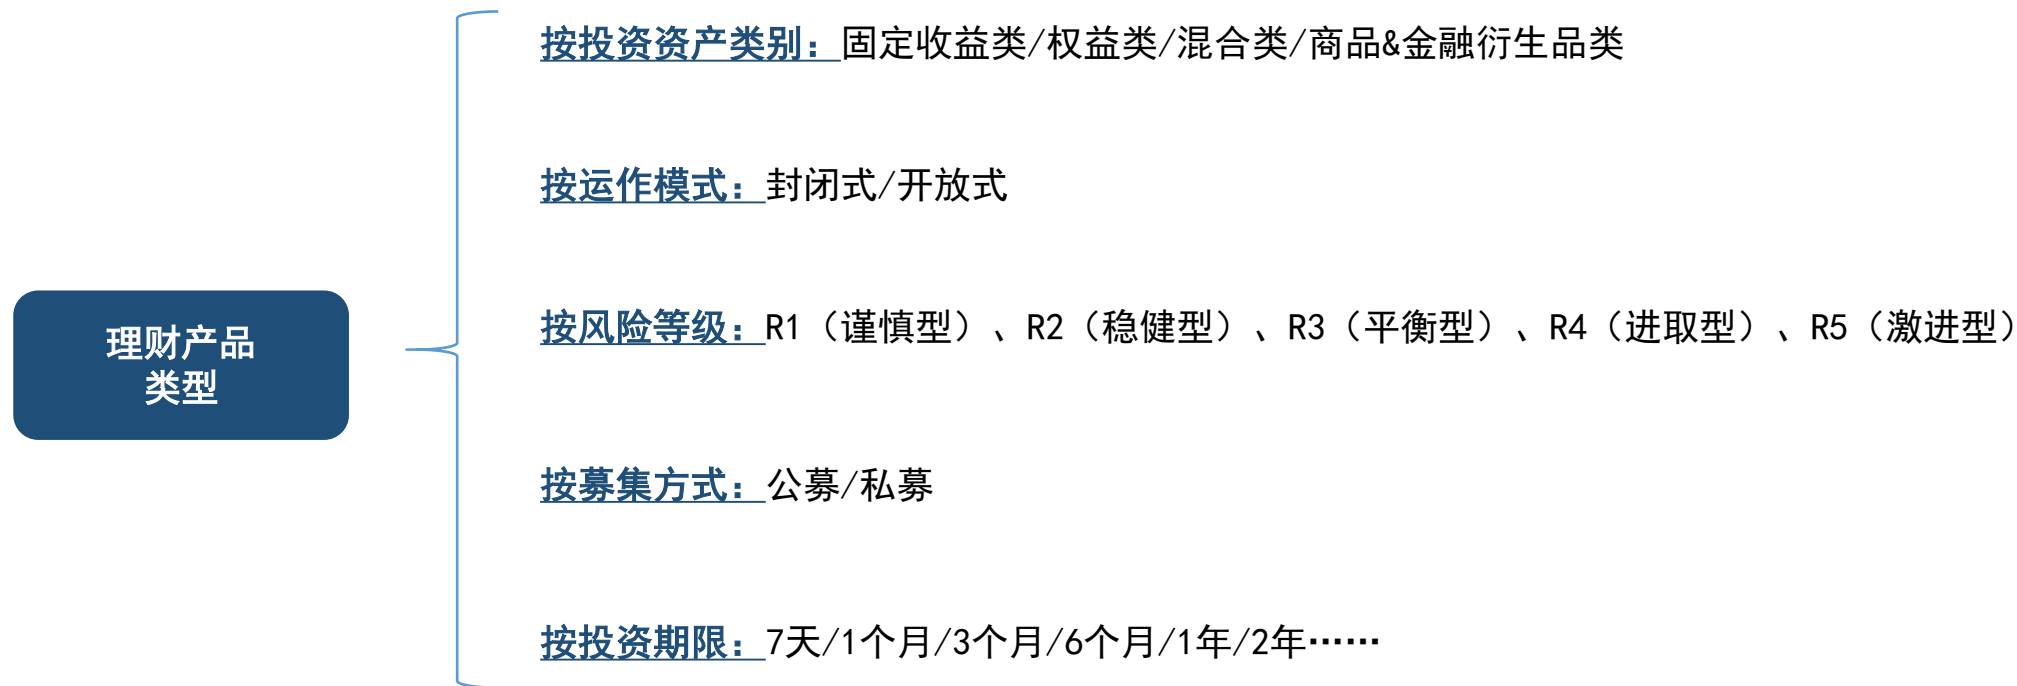 按投资资产类别：固定收益类/权益类/混合类/商品&金融衍生品类
按运作模式：封闭式/开放式
理财产品
类型
按风险等级：R1（谨慎型）、R2（稳健型）、R3（平衡型）、R4（进取型）、R5（激进型）
按募集方式：公募/私募
按投资期限：7天/1个月/3个月/6个月/1年/2年……